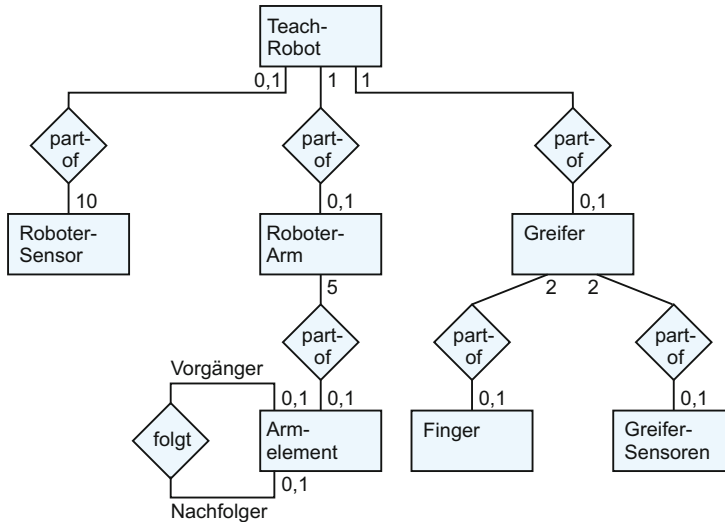 Teach-
Robot
0,1
1
1
part-
of
part-
of
part-
of
10
0,1
0,1
Roboter-
Sensor
Roboter-
Arm
Greifer
5
2
2
part-
of
part-
of
part-
of
Vorgänger
0,1
0,1
0,1
0,1
folgt
Arm-
element
Finger
Greifer-
Sensoren
0,1
Nachfolger